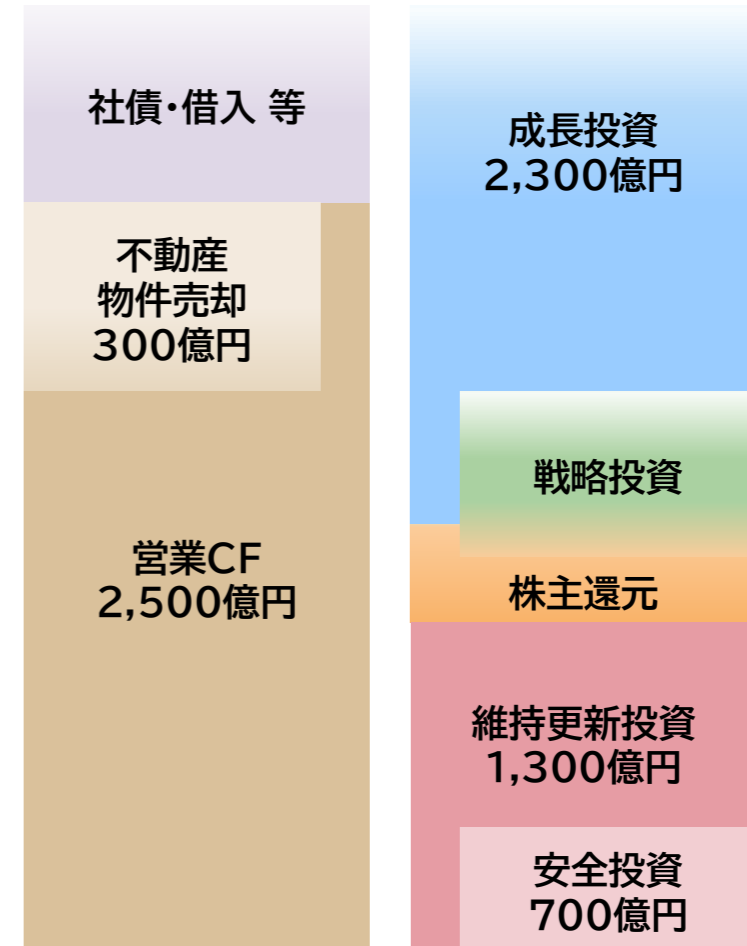 社債・借入 等
不動産
物件売却
300億円
営業CF
2,500億円
成長投資
2,300億円
戦略投資
株主還元
維持更新投資
1,300億円
安全投資
700億円